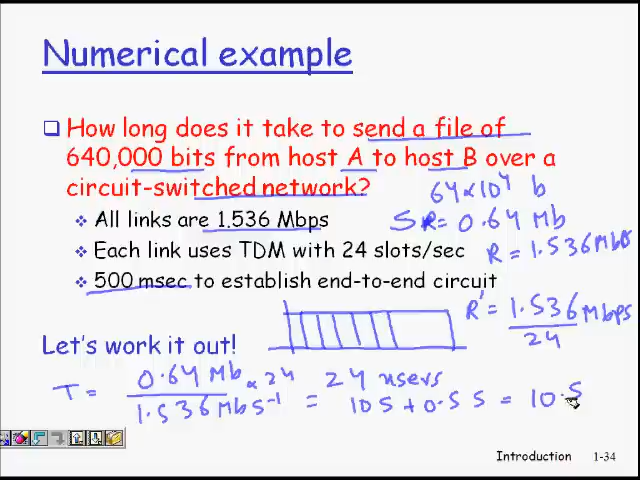 Numerical example
How long does it take to send a file of
640,000 bits from host A to host B over a
circuit-switched network?
64×10⁴ b
All links are 1.536 Mbps
S R= 0.64 Mb
Each link uses TDM with 24 slots/sec
R = 1.536Mbps
500 msec to establish end-to-end circuit
R' = 1.536 Mbps
24
Let's work it out!
T = 0.64 Mb × 24
1.536 Mb s⁻¹
24 users
= 10 s + 0.5 s = 10.5
Introduction 1-34